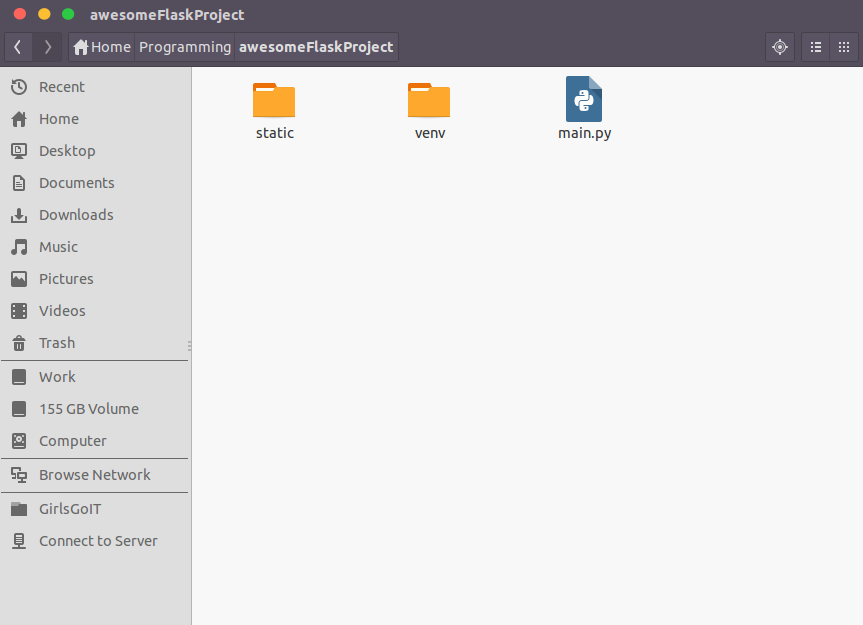 awesomeFlaskProject
Home Programming awesomeFlaskProject
Recent
Home
Desktop
Documents
Downloads
Music
Pictures
Videos
Trash
Work
155 GB Volume
Computer
Browse Network
GirlsGoIT
Connect to Server
static venv main.py